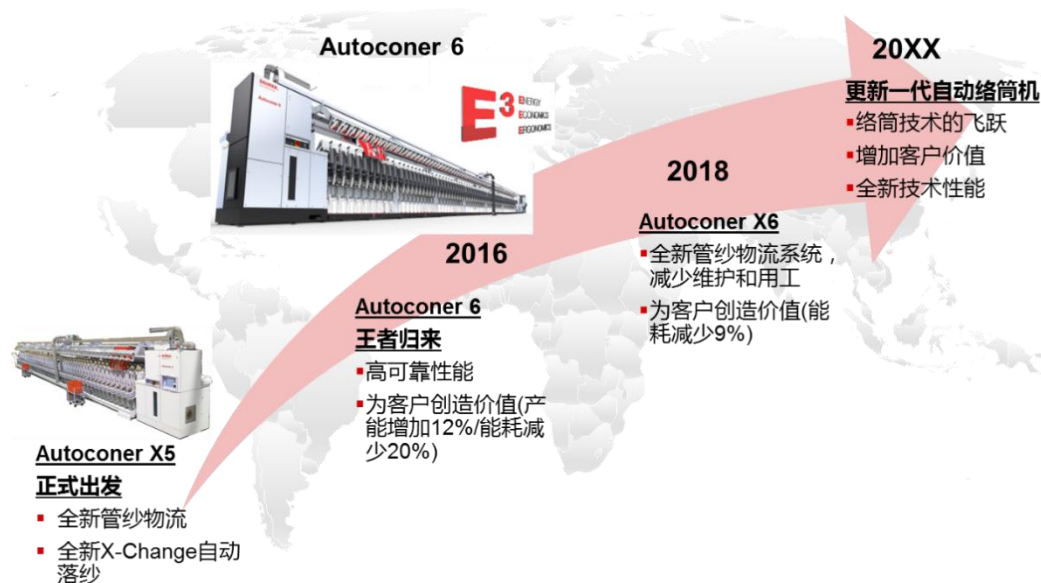 Autoconer 6
E³ ENERGY
ECONOMICS
ERGONOMICS
20XX
更新一代自动络筒机
▪络筒技术的飞跃
▪增加客户价值
▪全新技术性能
2018
Autoconer X6
▪全新管纱物流系统，
减少维护和用工
▪为客户创造价值(能
耗减少9%)
2016
Autoconer 6
王者归来
▪高可靠性能
▪为客户创造价值(产
能增加12%/能耗减
少20%)
Autoconer X5
正式出发
▪ 全新管纱物流
▪ 全新X-Change自动
落纱